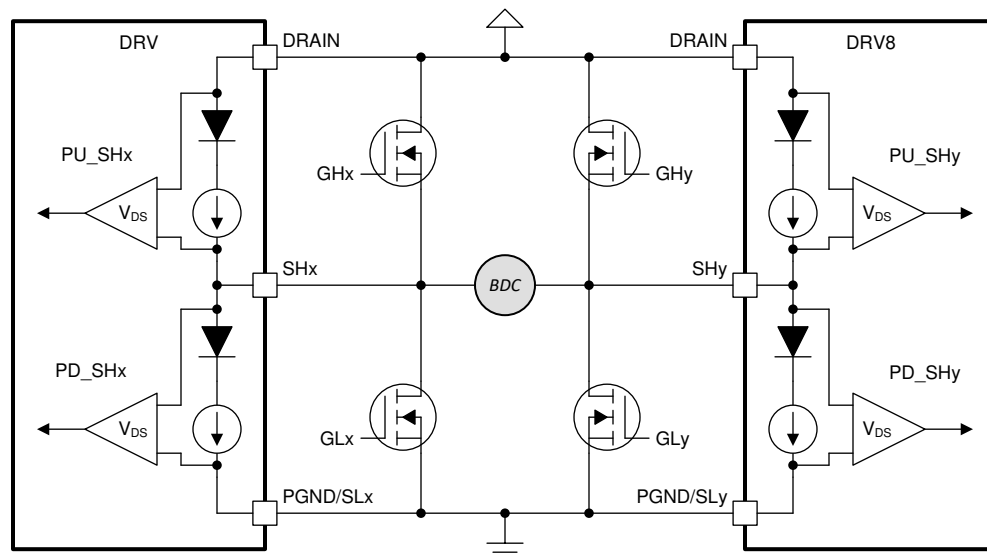 DRV
DRAIN
DRAIN
DRV8
PU_SHx
PU_SHy
GHx
GHy
VDS
VDS
SHx
BDC
SHy
PD_SHx
PD_SHy
GLx
GLy
VDS
VDS
PGND/SLx
PGND/SLy